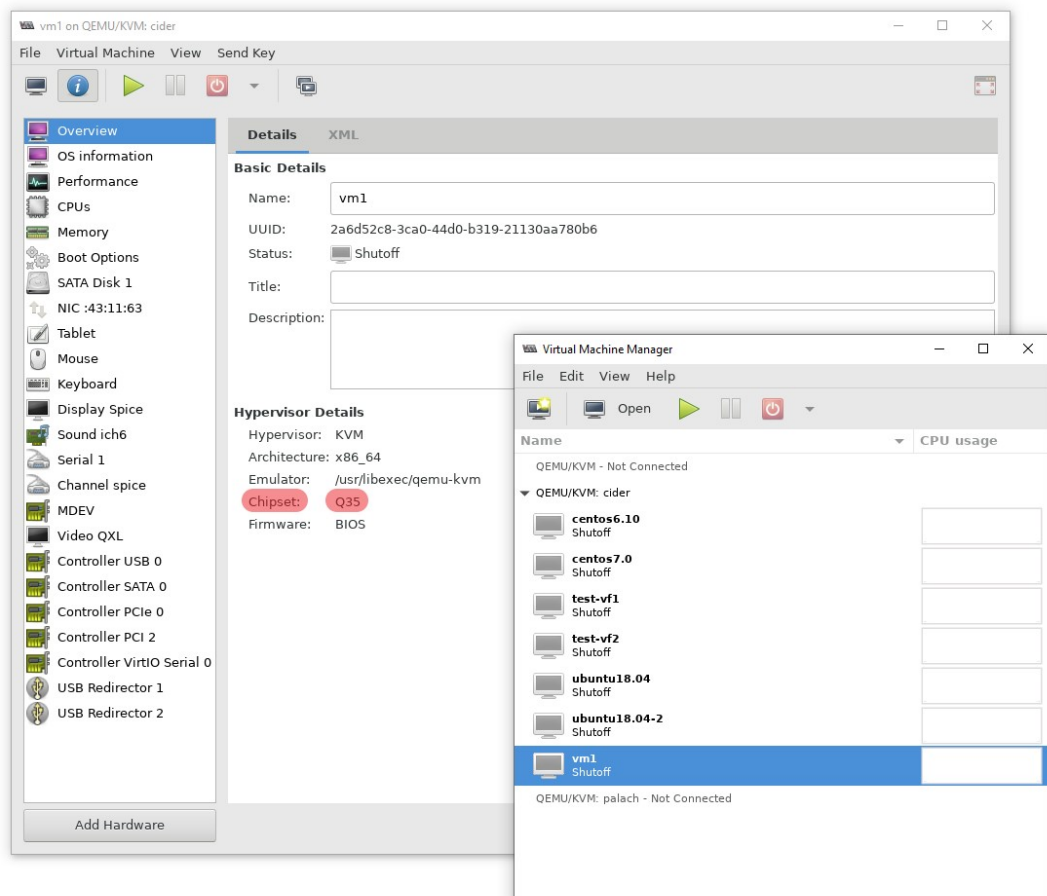 vm1 on QEMU/KVM: cider
File Virtual Machine View Send Key
Overview
OS information
Performance
CPUs
Memory
Boot Options
SATA Disk 1
NIC :43:11:63
Tablet
Mouse
Keyboard
Display Spice
Sound ich6
Serial 1
Channel spice
MDEV
Video QXL
Controller USB 0
Controller SATA 0
Controller PCIe 0
Controller PCI 2
Controller VirtIO Serial 0
USB Redirector 1
USB Redirector 2
Add Hardware
Details XML
Basic Details
Name: vm1
UUID: 2a6d52c8-3ca0-44d0-b319-21130aa780b6
Status: Shutoff
Title:
Description:
Hypervisor Details
Hypervisor: KVM
Architecture: x86_64
Emulator: /usr/libexec/qemu-kvm
Chipset: Q35
Firmware: BIOS
Virtual Machine Manager
File Edit View Help
Open
Name CPU usage
QEMU/KVM - Not Connected
QEMU/KVM: cider
centos6.10
Shutoff
centos7.0
Shutoff
test-vf1
Shutoff
test-vf2
Shutoff
ubuntu18.04
Shutoff
ubuntu18.04-2
Shutoff
vm1
Shutoff
QEMU/KVM: palach - Not Connected